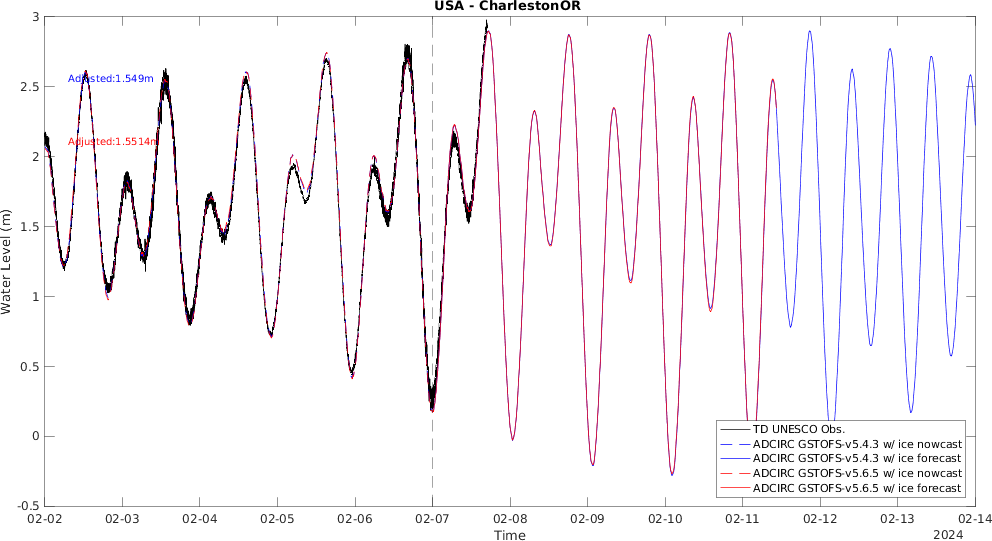 USA - CharlestonOR
Water Level (m)
3
2.5
2
1.5
1
0.5
0
-0.5
Adjusted:1.549m
Adjusted:1.5514m
TD UNESCO Obs.
ADCIRC GSTOFS-v5.4.3 w/ ice nowcast
ADCIRC GSTOFS-v5.4.3 w/ ice forecast
ADCIRC GSTOFS-v5.6.5 w/ ice nowcast
ADCIRC GSTOFS-v5.6.5 w/ ice forecast
02-02 02-03 02-04 02-05 02-06 02-07 02-08 02-09 02-10 02-11 02-12 02-13 02-14
Time
2024